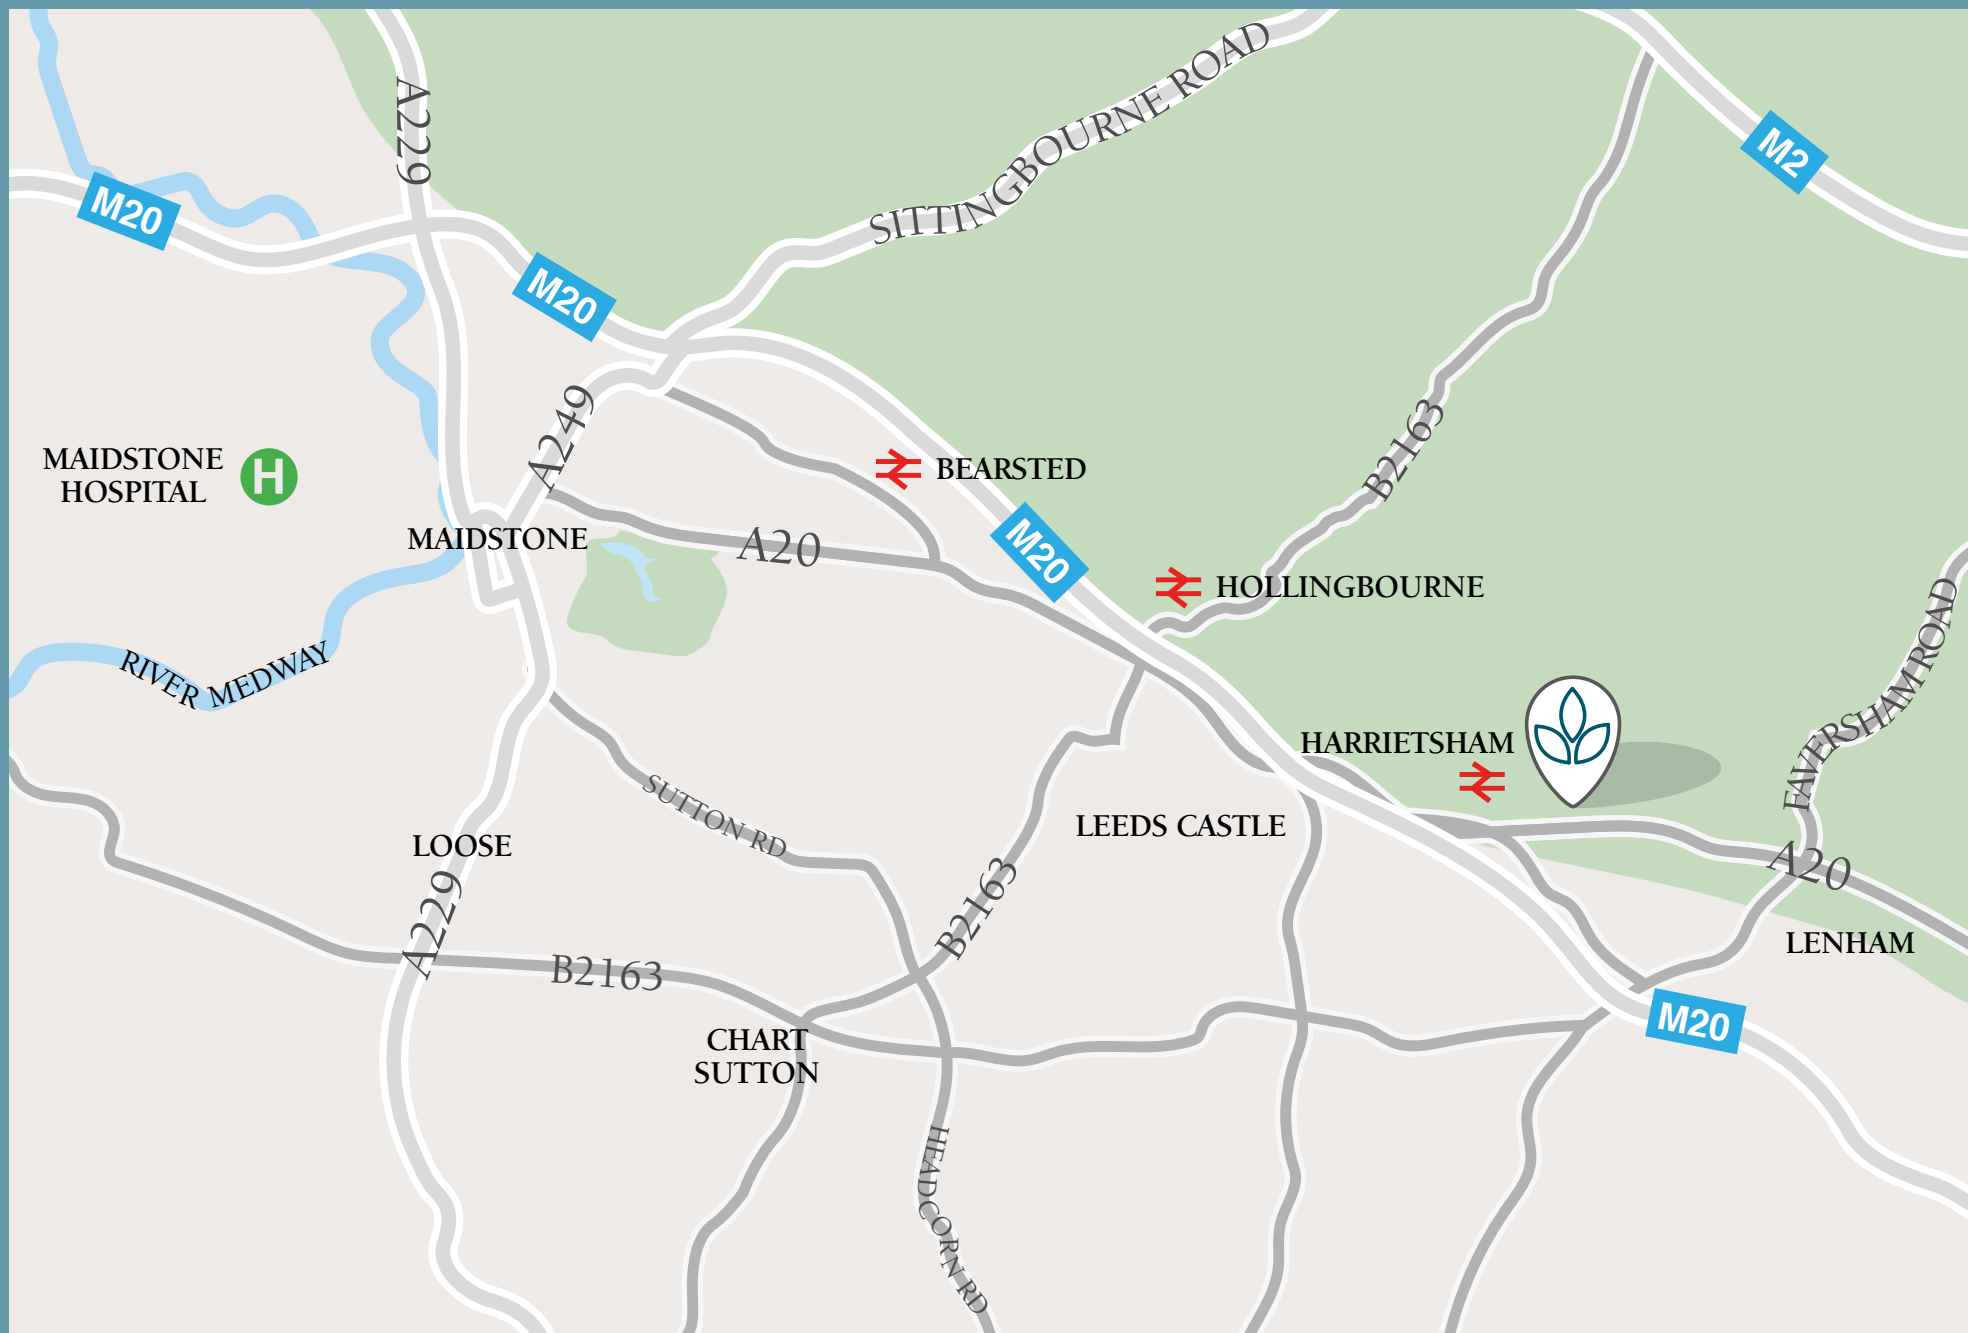 SITTINGBOURNE ROAD
A229
M2
M20
M20
A249
B2163
MAIDSTONE
HOSPITAL
H
BEARSTED
MAIDSTONE
A20
M20
HOLLINGBOURNE
RIVER MEDWAY
FAVERSHAM ROAD
HARRIETSHAM
SUTTON RD
LEEDS CASTLE
LOOSE
A20
A229
B2163
LENHAM
B2163
M20
CHART
SUTTON
HEADCORN RD